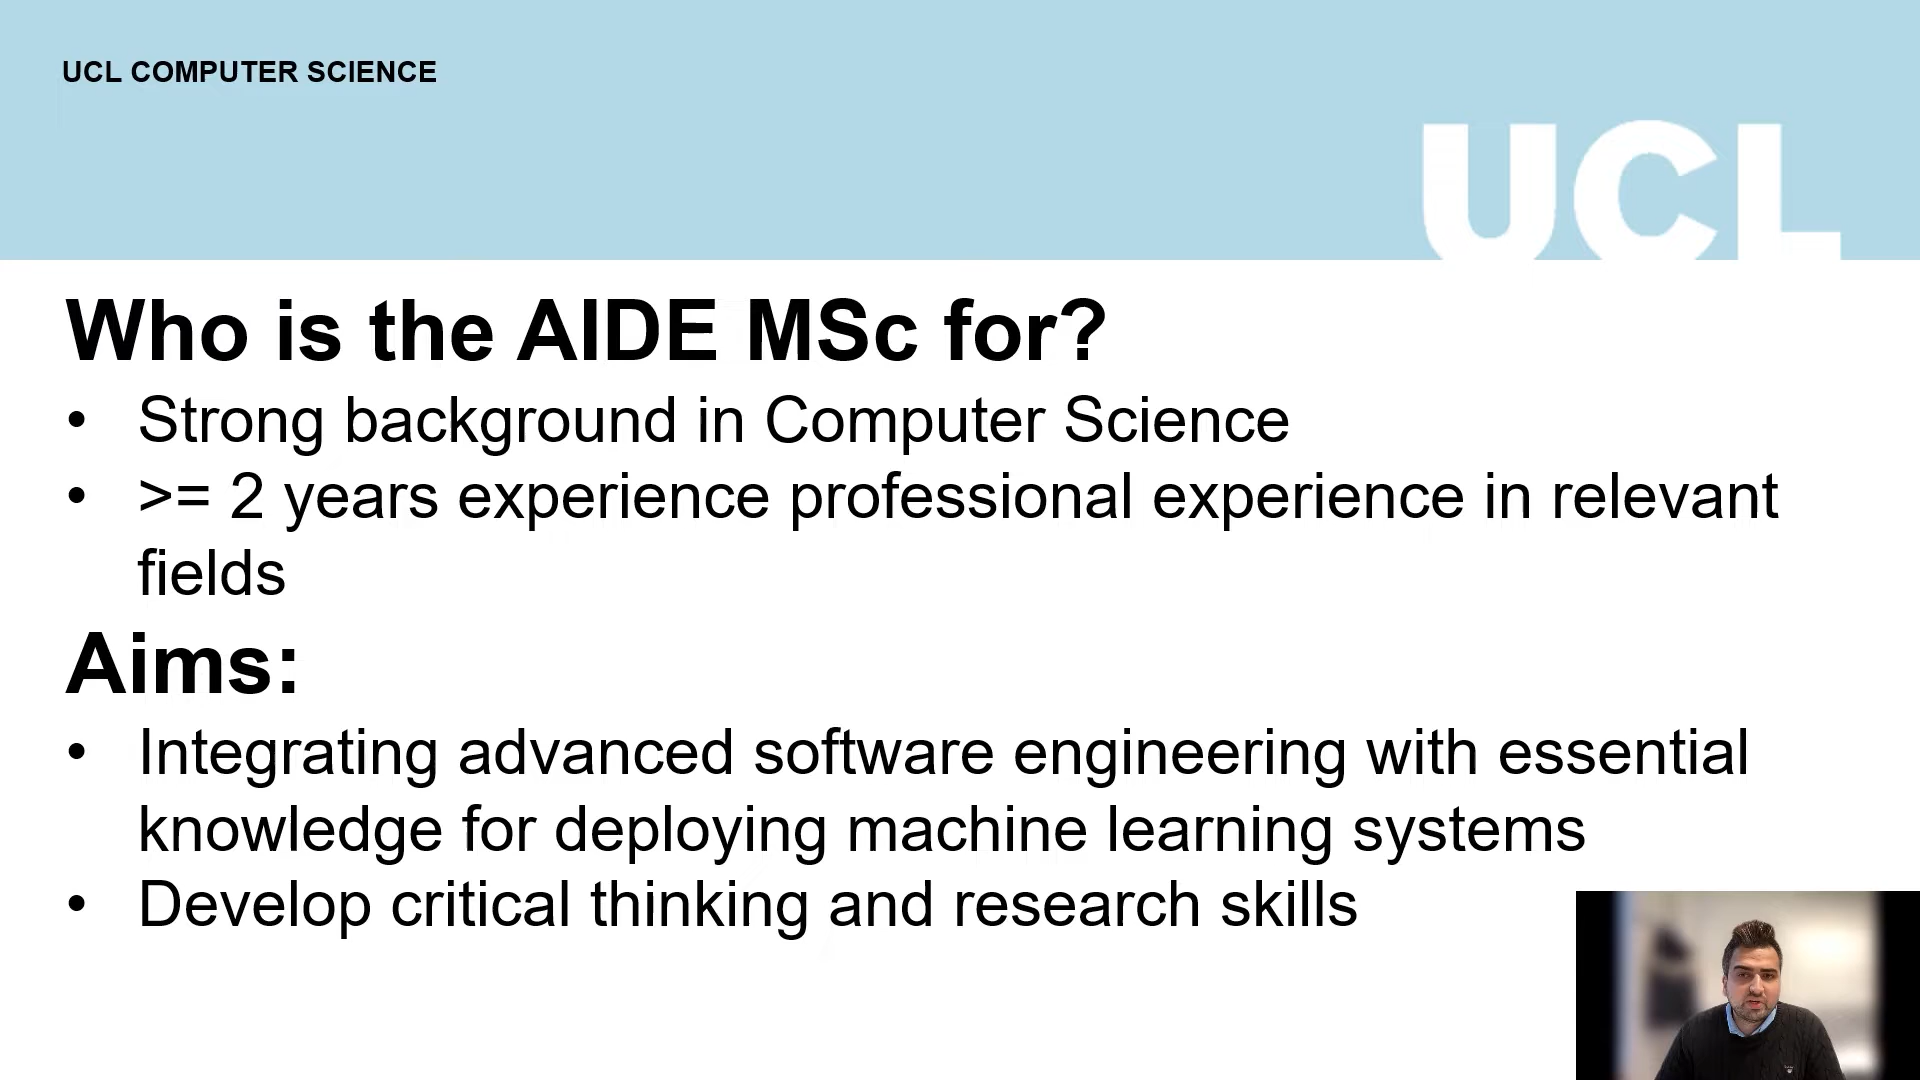 UCL COMPUTER SCIENCE
UCL
Who is the AIDE MSc for?
• Strong background in Computer Science
• >= 2 years experience professional experience in relevant
fields
Aims:
• Integrating advanced software engineering with essential
knowledge for deploying machine learning systems
• Develop critical thinking and research skills